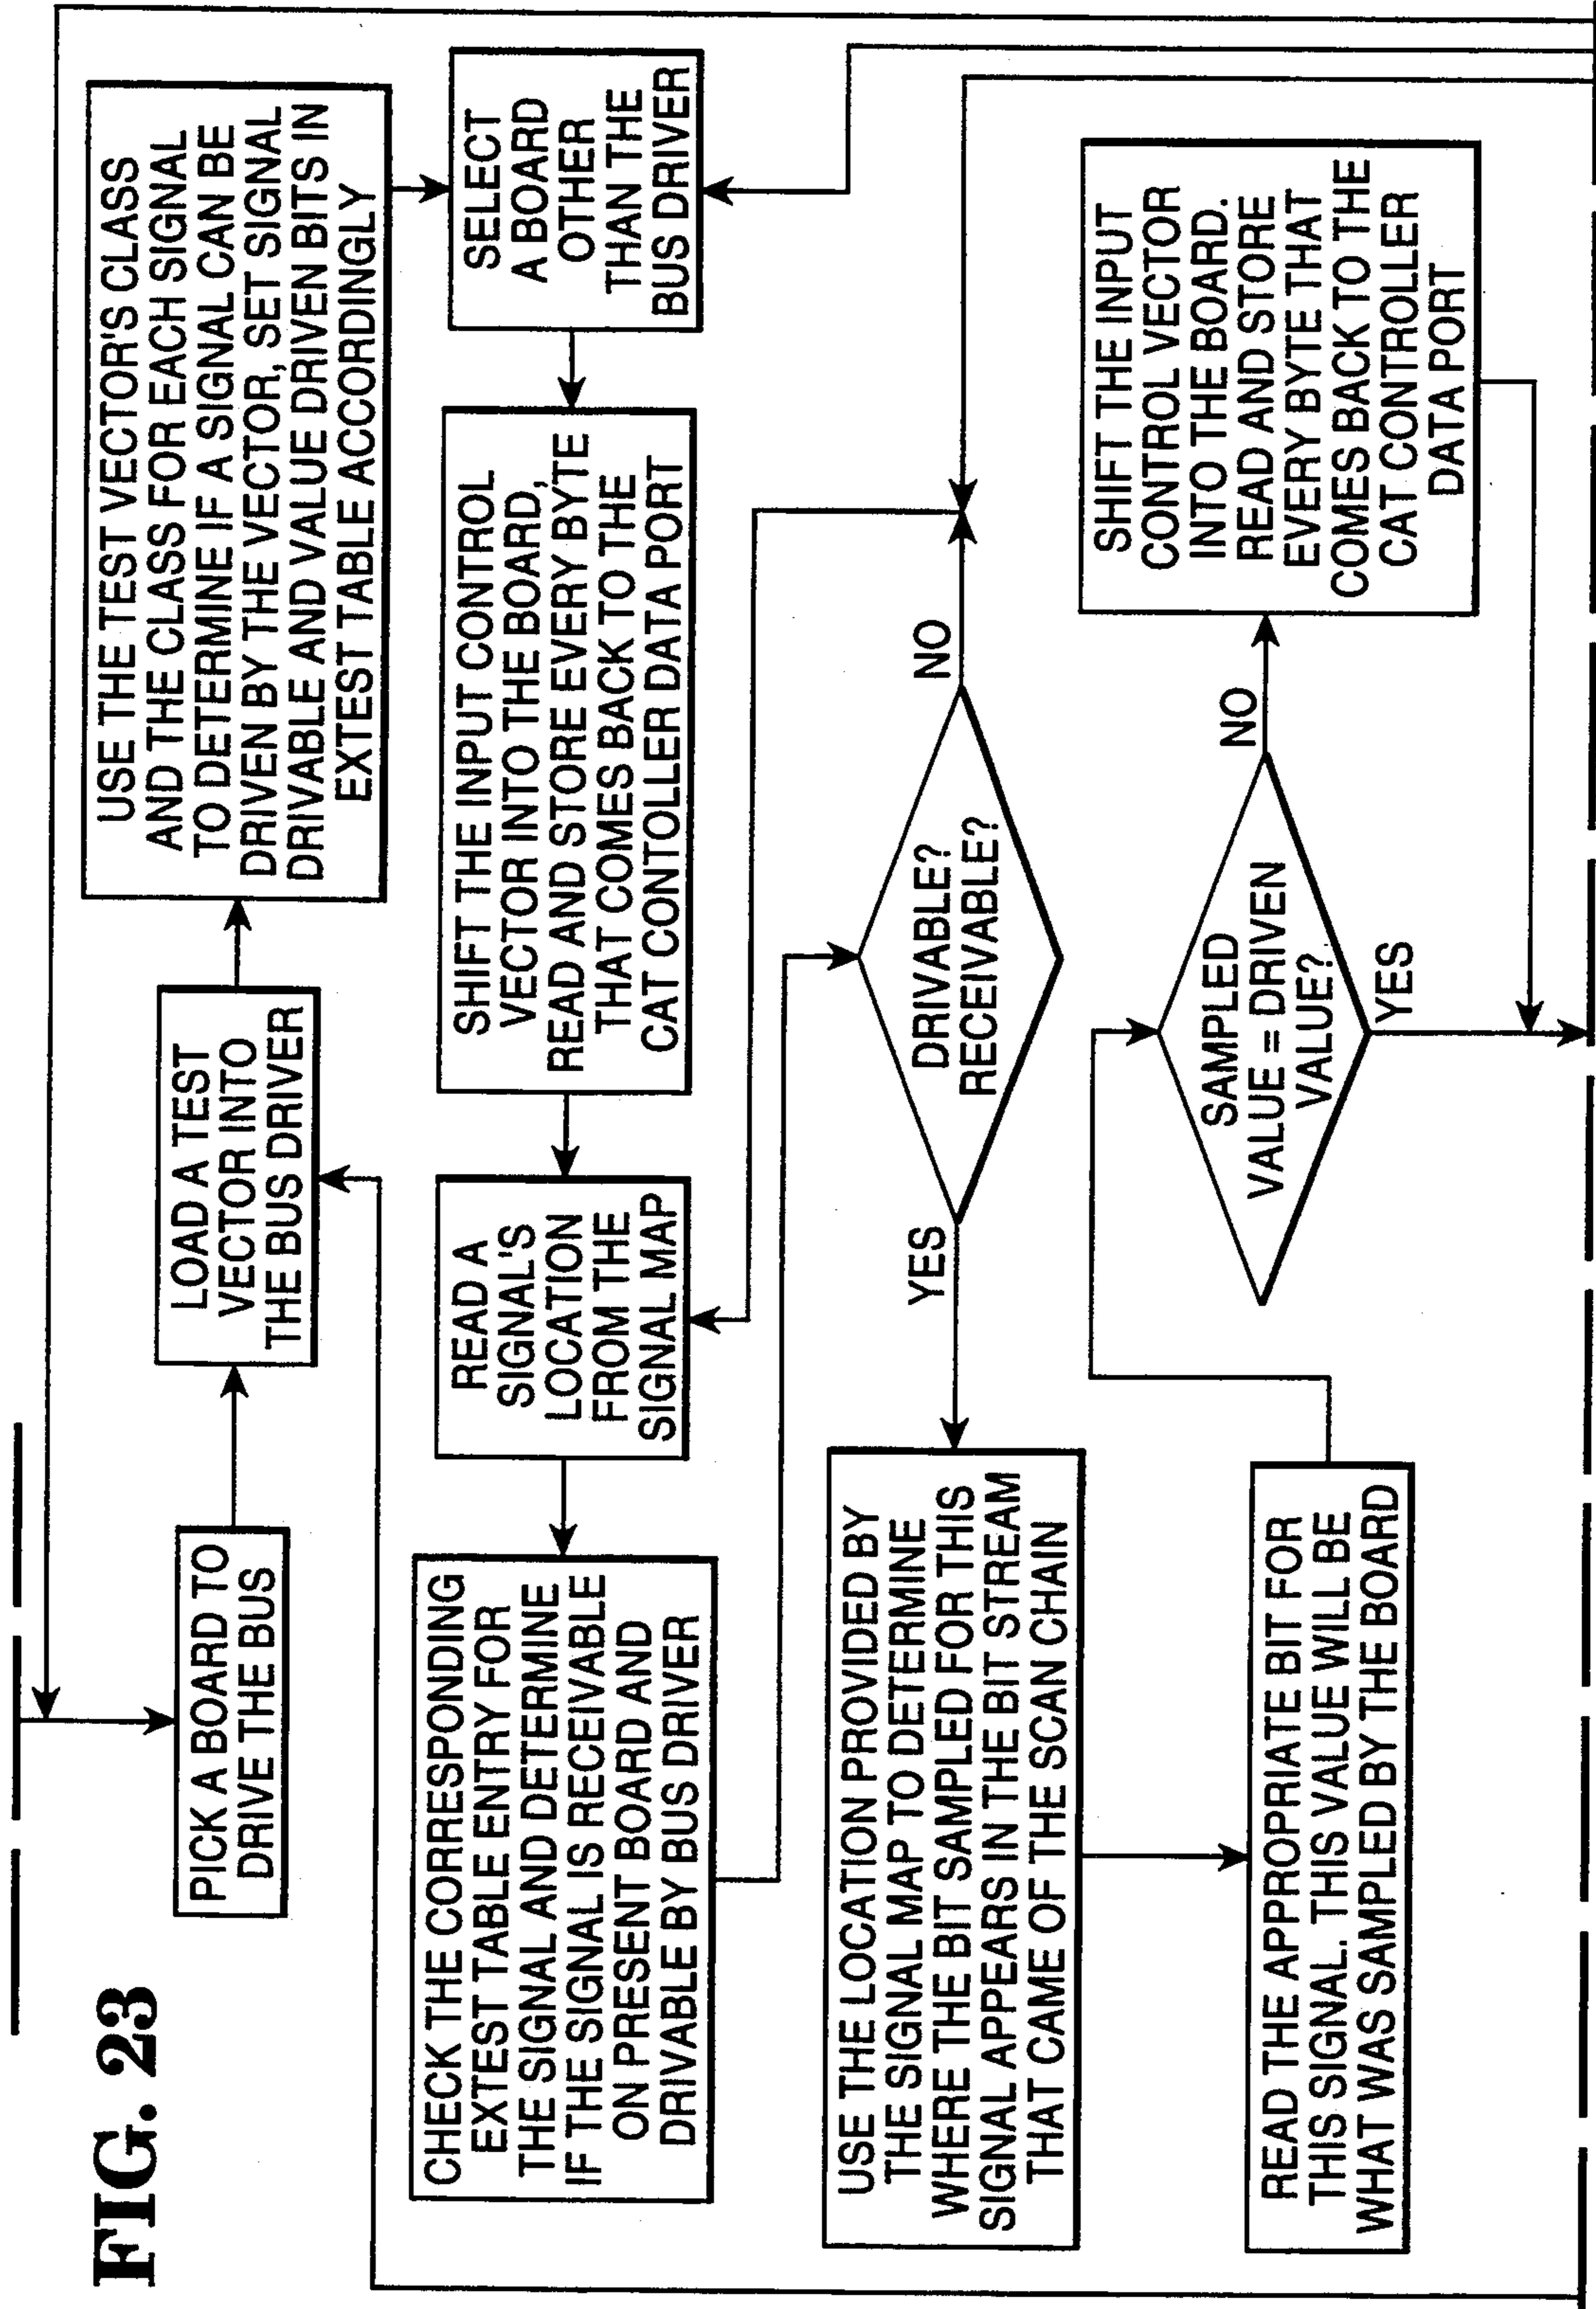 FIG. 23
PICK A BOARD TO
DRIVE THE BUS
LOAD A TEST
VECTOR INTO
THE BUS DRIVER
USE THE TEST VECTOR'S CLASS
AND THE CLASS FOR EACH SIGNAL
TO DETERMINE IF A SIGNAL CAN BE
DRIVEN BY THE VECTOR, SET SIGNAL
DRIVABLE AND VALUE DRIVEN BITS IN
EXTEST TABLE ACCORDINGLY
SELECT
A BOARD
OTHER
THAN THE
BUS DRIVER
SHIFT THE INPUT CONTROL
VECTOR INTO THE BOARD,
READ AND STORE EVERY BYTE
THAT COMES BACK TO THE
CAT CONTOLLER DATA PORT
READ A
SIGNAL'S
LOCATION
FROM THE
SIGNAL MAP
CHECK THE CORRESPONDING
EXTEST TABLE ENTRY FOR
THE SIGNAL AND DETERMINE
IF THE SIGNAL IS RECEIVABLE
ON PRESENT BOARD AND
DRIVABLE BY BUS DRIVER
DRIVABLE?
RECEIVABLE?
NO
YES
USE THE LOCATION PROVIDED BY
THE SIGNAL MAP TO DETERMINE
WHERE THE BIT SAMPLED FOR THIS
SIGNAL APPEARS IN THE BIT STREAM
THAT CAME OF THE SCAN CHAIN
READ THE APPROPRIATE BIT FOR
THIS SIGNAL. THIS VALUE WILL BE
WHAT WAS SAMPLED BY THE BOARD
SAMPLED
VALUE = DRIVEN
VALUE?
NO
YES
SHIFT THE INPUT
CONTROL VECTOR
INTO THE BOARD.
READ AND STORE
EVERY BYTE THAT
COMES BACK TO THE
CAT CONTROLLER
DATA PORT